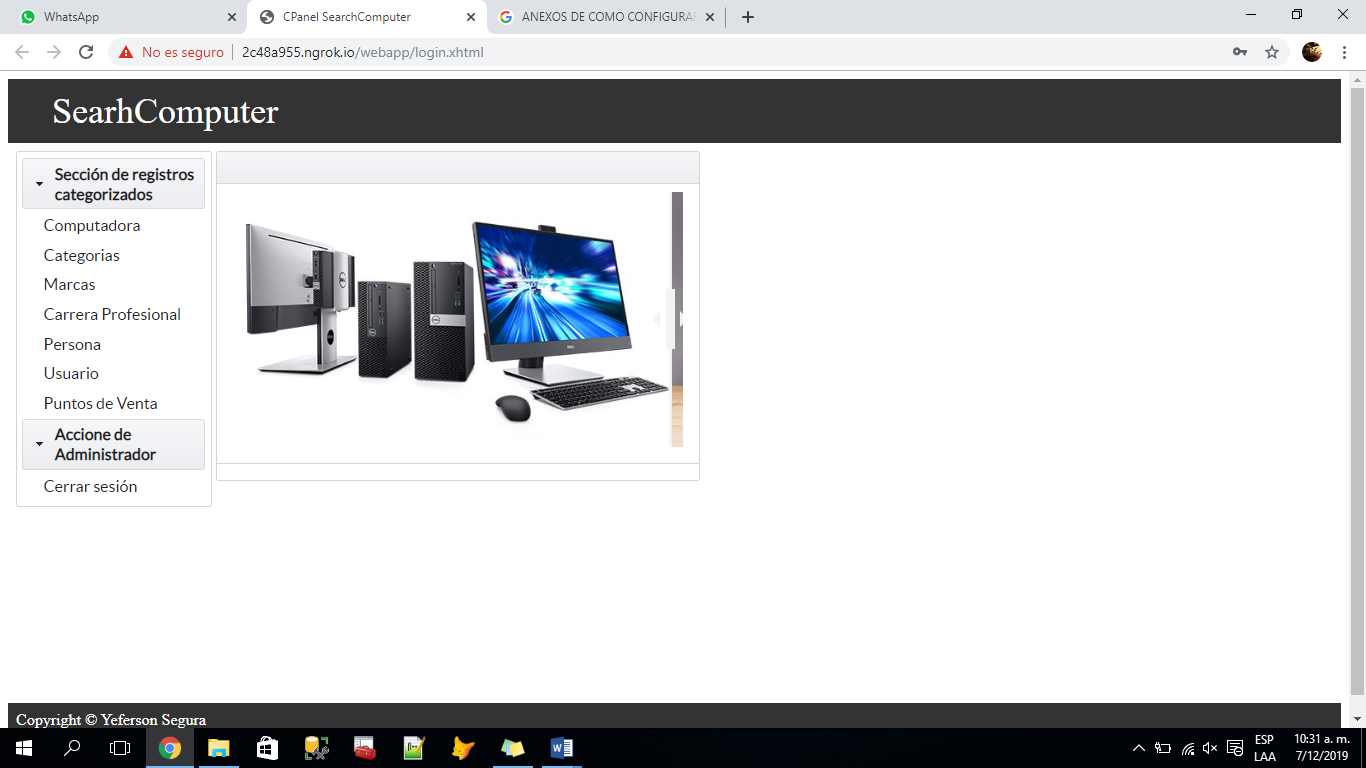 WhatsApp
CPanel SearchComputer
ANEXOS DE COMO CONFIGURAR
No es seguro
2c48a955.ngrok.io/webapp/login.xhtml
SearhComputer
Sección de registros
categorizados
Computadora
Categorias
Marcas
Carrera Profesional
Persona
Usuario
Puntos de Venta
Accione de
Administrador
Cerrar sesión
Copyright © Yeferson Segura
ESP
LAA
10:31 a. m.
7/12/2019